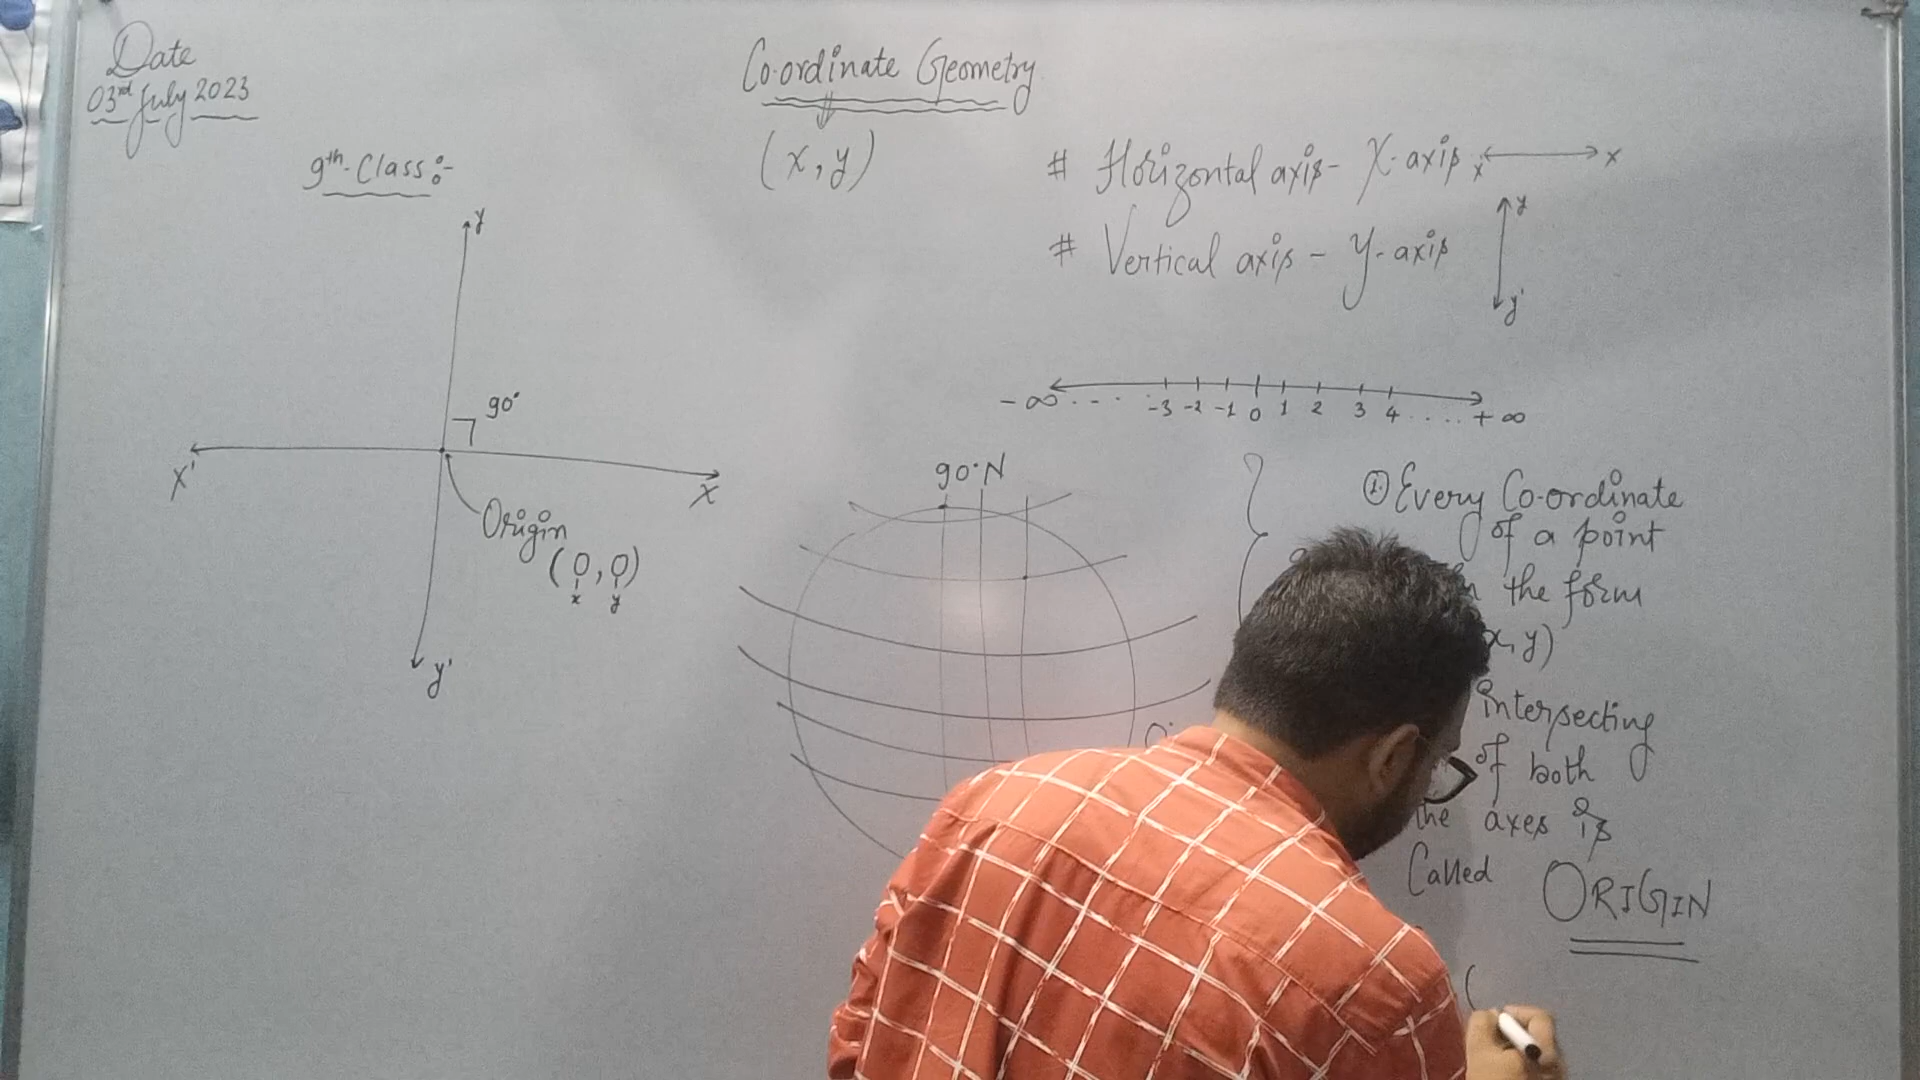 Date
03rd July 2023
Co-ordinate Geometry
(x, y)
9th Class:-
# Horizontal axis - X-axis x' x
# Vertical axis - Y-axis
y
y'
y
90°
X'
X
Origin
(0,0)
x y
y'
-∞ .... -3 -2 -1 0 1 2 3 4 ..... +∞
90°N
① Every Co-ordinate
of a point
the form
x, y)
intersecting
of both
the axes is
Called ORIGIN
(